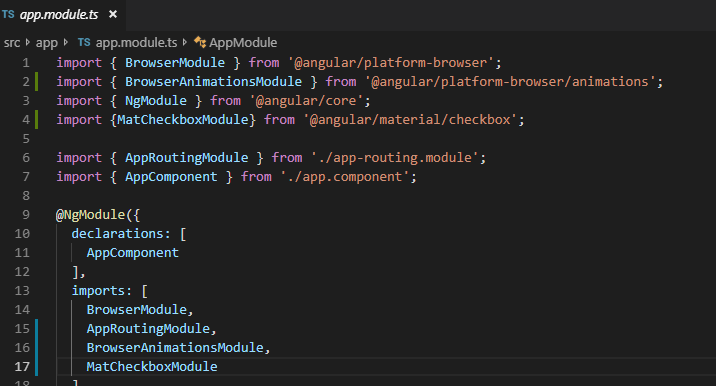 TS app.module.ts ×
src > app > TS app.module.ts > AppModule
1 import { BrowserModule } from '@angular/platform-browser';
2 import { BrowserAnimationsModule } from '@angular/platform-browser/animations';
3 import { NgModule } from '@angular/core';
4 import {MatCheckboxModule} from '@angular/material/checkbox';
5
6 import { AppRoutingModule } from './app-routing.module';
7 import { AppComponent } from './app.component';
8
9 @NgModule({
10 declarations: [
11 AppComponent
12 ],
13 imports: [
14 BrowserModule,
15 AppRoutingModule,
16 BrowserAnimationsModule,
17 MatCheckboxModule
18 ]